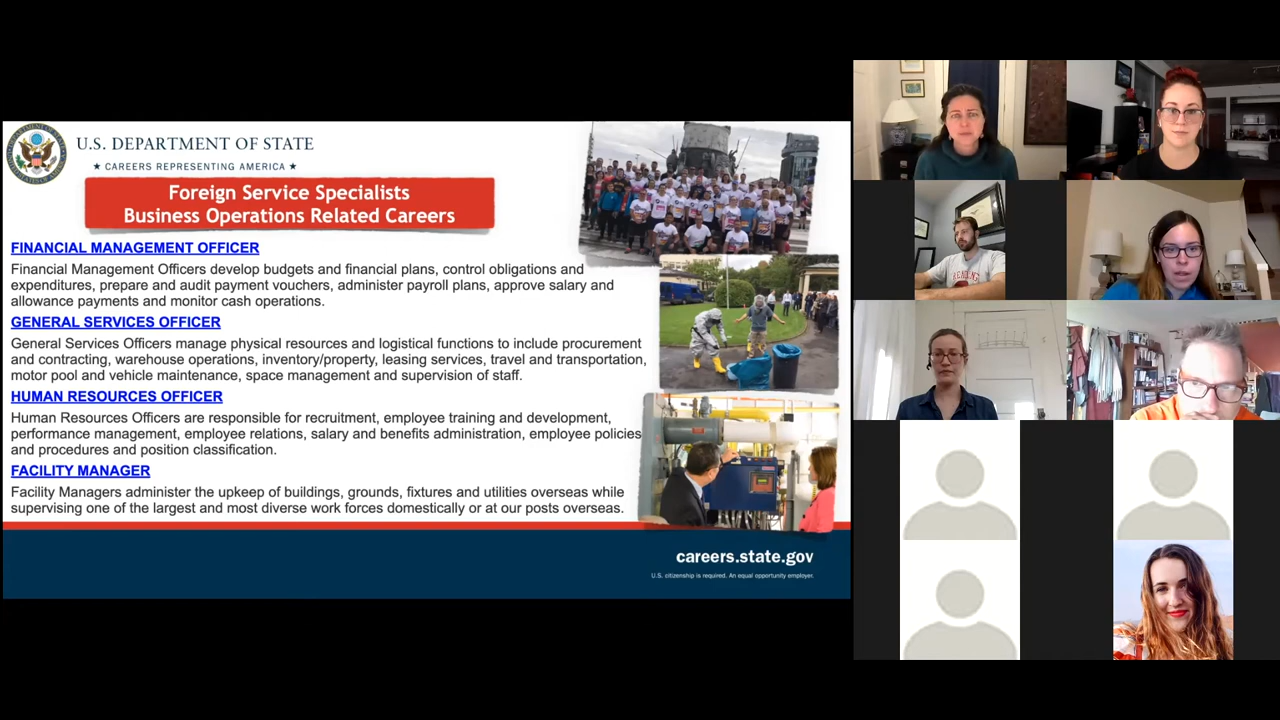 U.S. DEPARTMENT OF STATE
★ CAREERS REPRESENTING AMERICA ★
Foreign Service Specialists
Business Operations Related Careers
FINANCIAL MANAGEMENT OFFICER
Financial Management Officers develop budgets and financial plans, control obligations and
expenditures, prepare and audit payment vouchers, administer payroll plans, approve salary and
allowance payments and monitor cash operations.
GENERAL SERVICES OFFICER
General Services Officers manage physical resources and logistical functions to include procurement
and contracting, warehouse operations, inventory/property, leasing services, travel and transportation,
motor pool and vehicle maintenance, space management and supervision of staff.
HUMAN RESOURCES OFFICER
Human Resources Officers are responsible for recruitment, employee training and development,
performance management, employee relations, salary and benefits administration, employee policies
and procedures and position classification.
FACILITY MANAGER
Facility Managers administer the upkeep of buildings, grounds, fixtures and utilities overseas while
supervising one of the largest and most diverse work forces domestically or at our posts overseas.
careers.state.gov
U.S. citizenship is required. An equal opportunity employer.